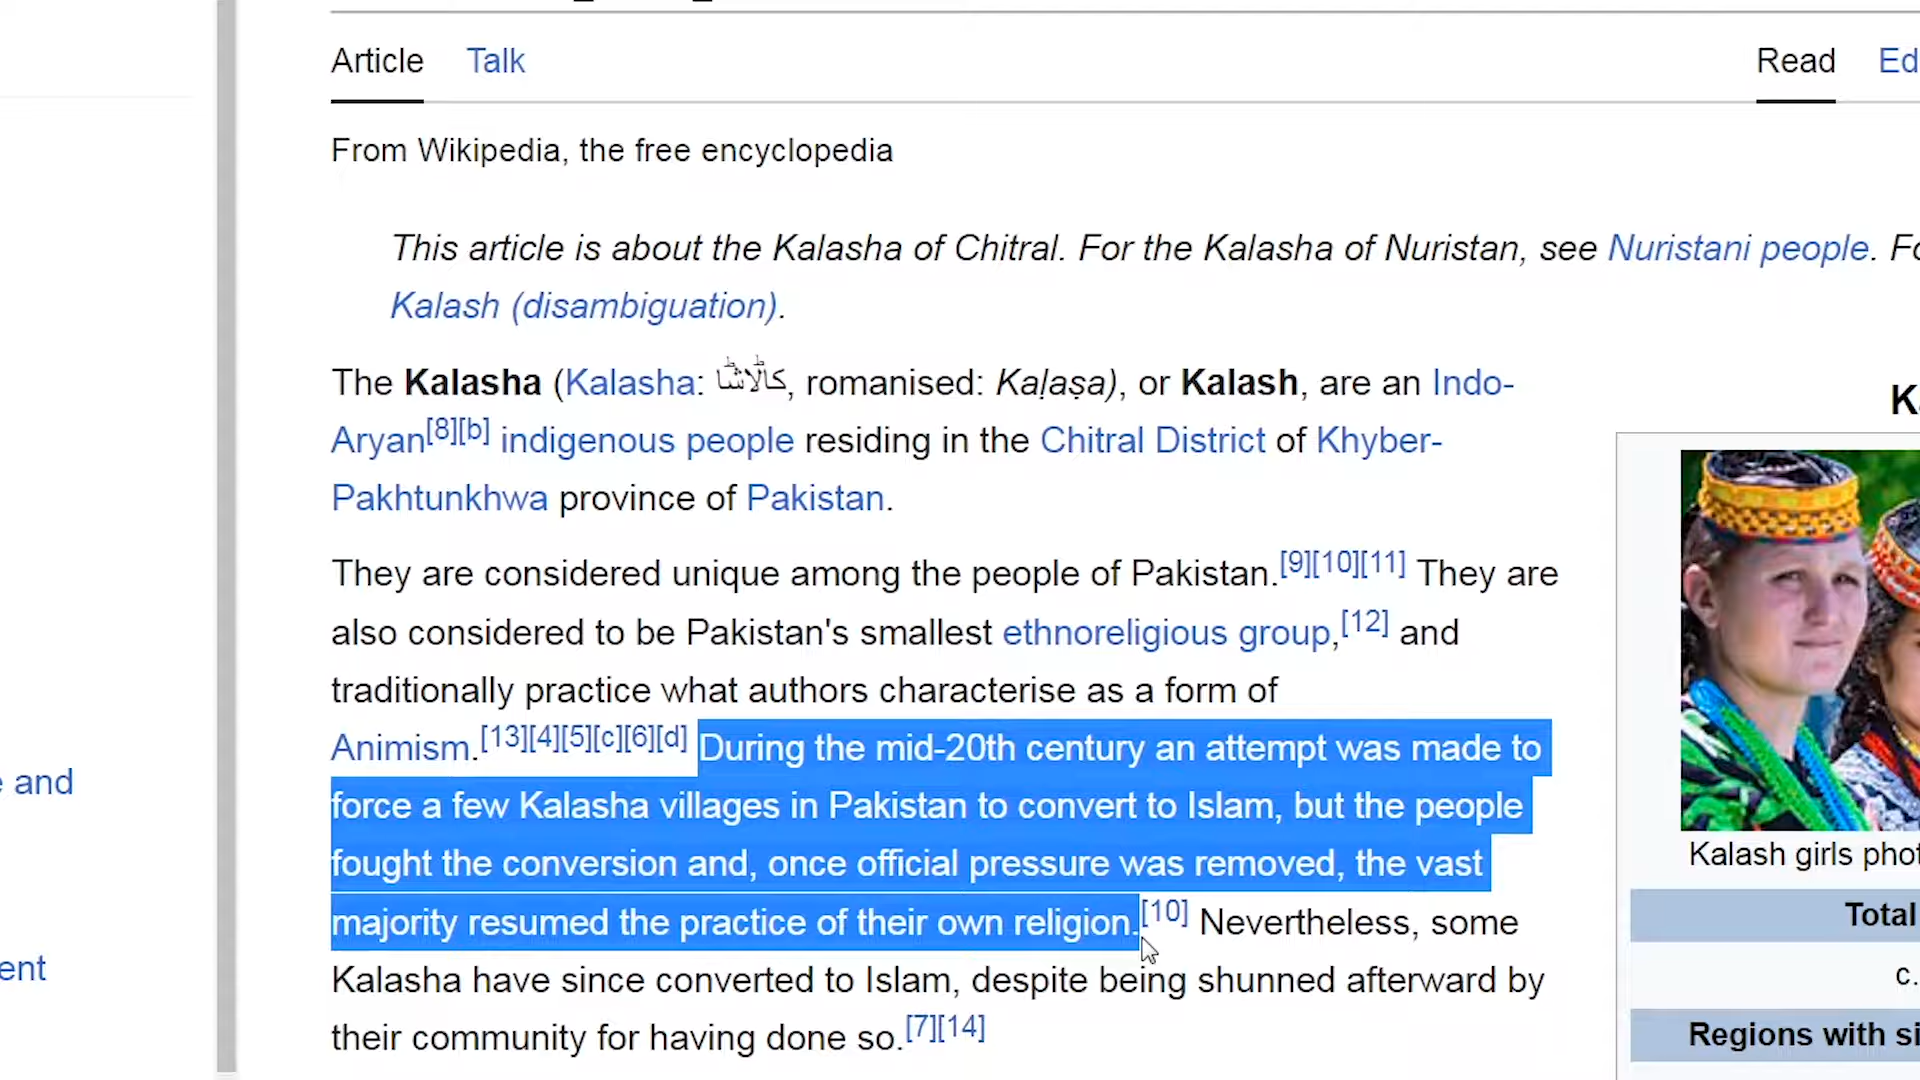 Article Talk Read Ed
From Wikipedia, the free encyclopedia
This article is about the Kalasha of Chitral. For the Kalasha of Nuristan, see Nuristani people. Fo
Kalash (disambiguation).
The Kalasha (Kalasha: کالؕاشؕا, romanised: Kaḷaṣa), or Kalash, are an Indo-
Aryan[8][b] indigenous people residing in the Chitral District of Khyber-
Pakhtunkhwa province of Pakistan.
They are considered unique among the people of Pakistan.[9][10][11] They are
also considered to be Pakistan's smallest ethnoreligious group,[12] and
traditionally practice what authors characterise as a form of
Animism.[13][4][5][c][6][d] During the mid-20th century an attempt was made to
force a few Kalasha villages in Pakistan to convert to Islam, but the people
fought the conversion and, once official pressure was removed, the vast
majority resumed the practice of their own religion.[10] Nevertheless, some
Kalasha have since converted to Islam, despite being shunned afterward by
their community for having done so.[7][14]
e and
ent
Ka
Kalash girls phot
Total
c.
Regions with si